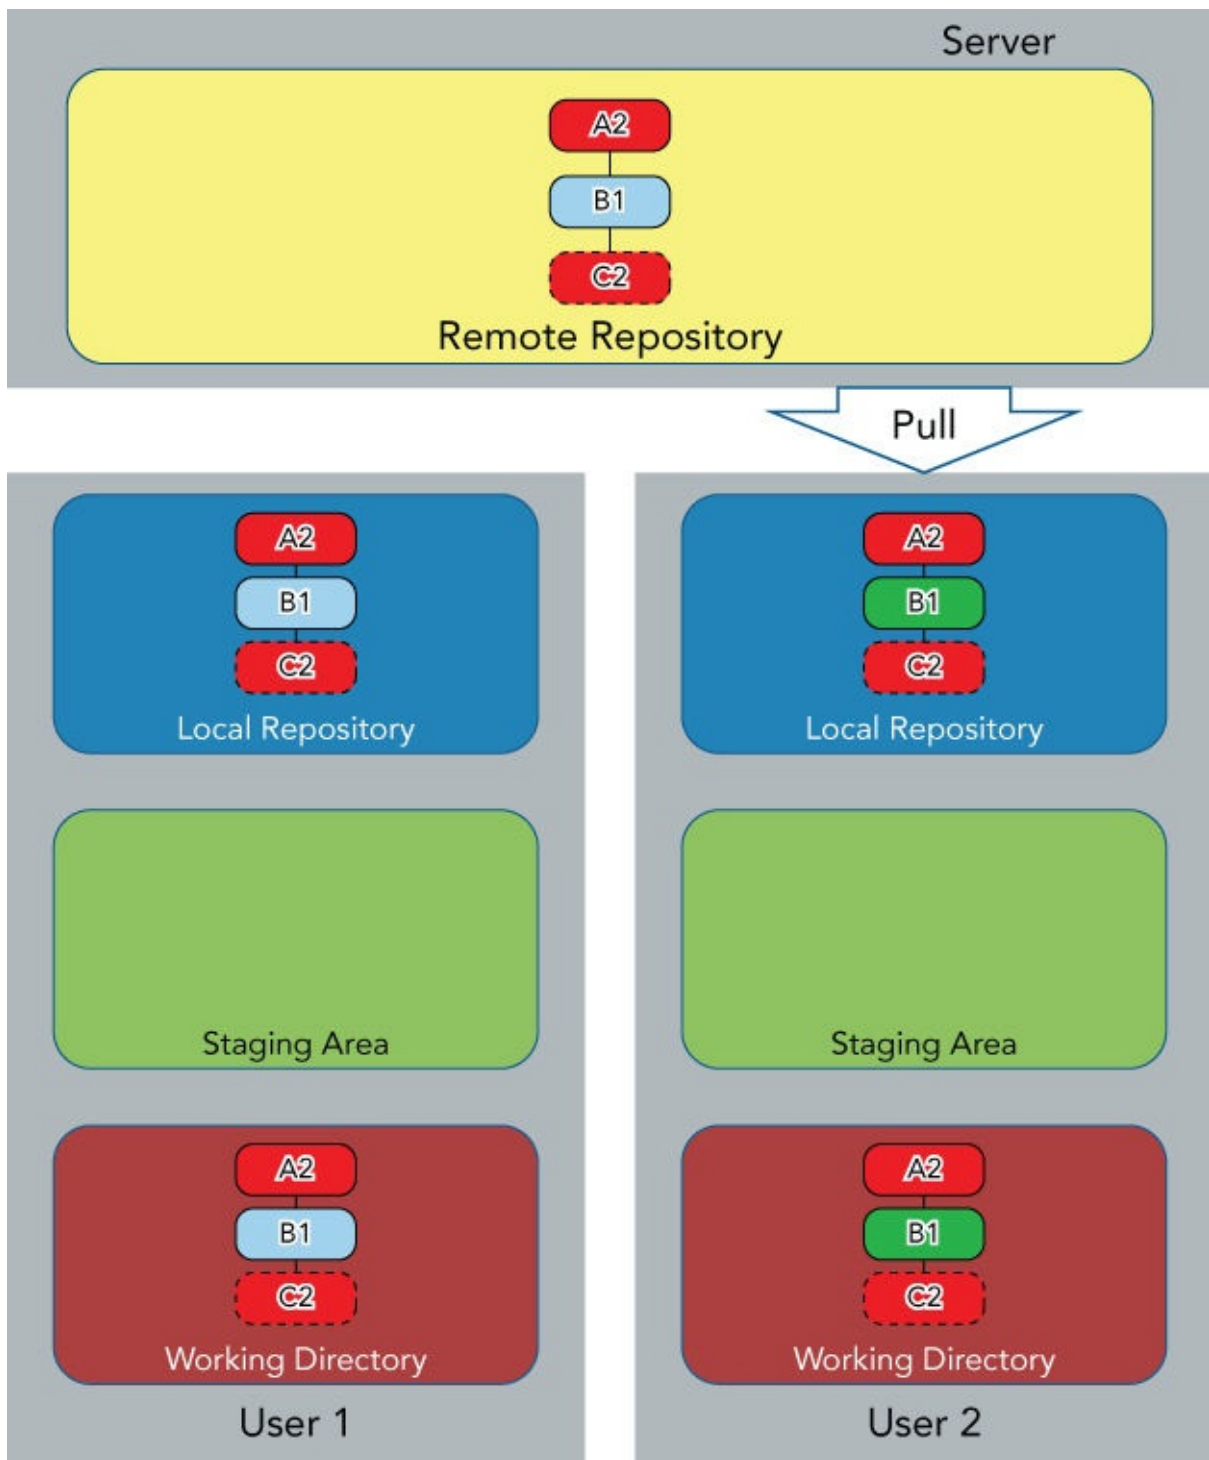 Server
A2
B1
C2
Remote Repository
Pull
A2
B1
C2
Local Repository
Staging Area
A2
B1
C2
Working Directory
User 1
A2
B1
C2
Local Repository
Staging Area
A2
B1
C2
Working Directory
User 2